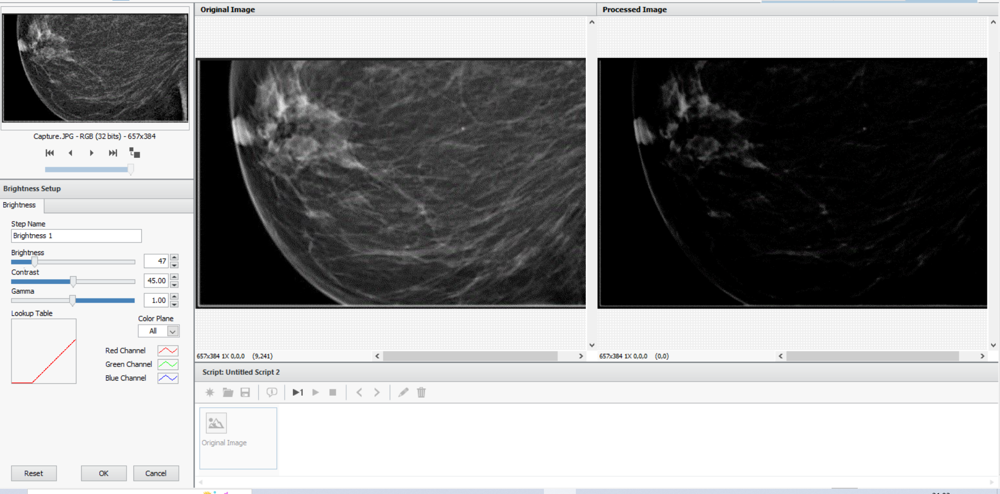 Original Image
Processed Image
Capture.JPG - RGB (32 bits) - 657x384
Brightness Setup
Brightness
Step Name
Brightness 1
Brightness
47
Contrast
45.00
Gamma
1.00
Lookup Table
Color Plane
All
Red Channel
Green Channel
Blue Channel
Reset
OK
Cancel
657x384 1X 0,0,0 (9,241)
657x384 1X 0,0,0 (0,0)
Script: Untitled Script 2
1
Original Image